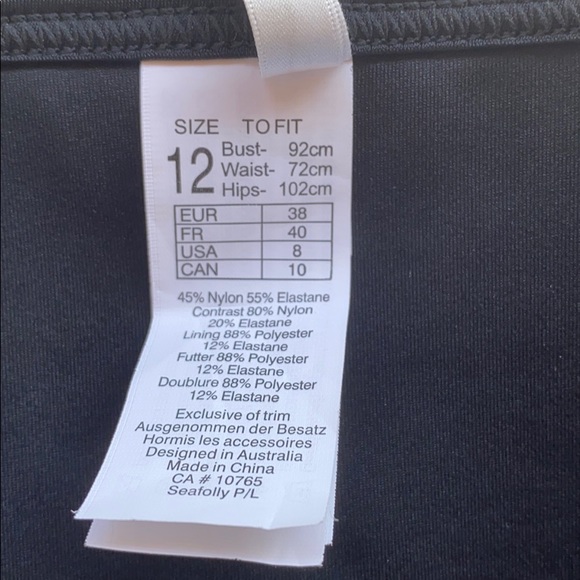 SIZE TO FIT
12 Bust- 92cm
Waist- 72cm
Hips- 102cm
EUR 38
FR 40
USA 8
CAN 10
45% Nylon 55% Elastane
Contrast 80% Nylon
20% Elastane
Lining 88% Polyester
12% Elastane
Futter 88% Polyester
12% Elastane
Doublure 88% Polyester
12% Elastane
Exclusive of trim
Ausgenommen der Besatz
Hormis les accessoires
Designed in Australia
Made in China
CA # 10765
Seafolly P/L